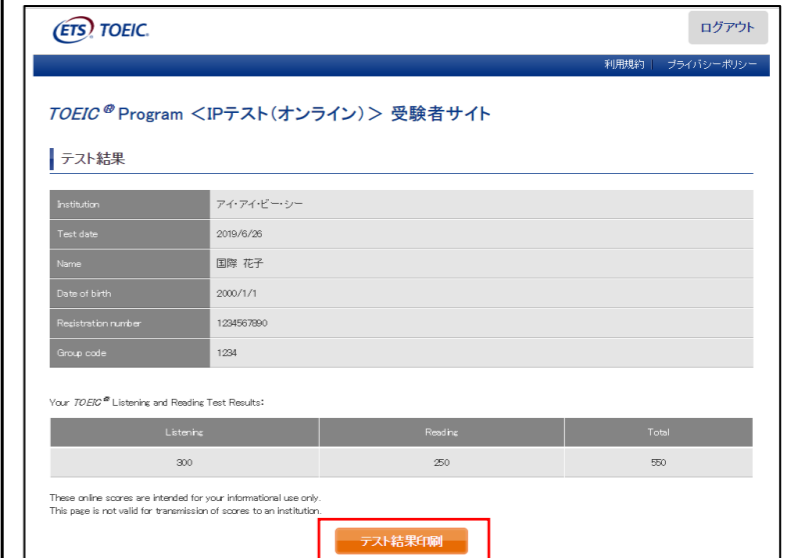 ETS TOEIC®
ログアウト
利用規約 | プライバシーポリシー
TOEIC® Program ＜IPテスト（オンライン）＞ 受験者サイト
テスト結果
Institution アイ・アイ・ビー・シー
Test date 2019/6/26
Name 国際 花子
Date of birth 2000/1/1
Registration number 1234567890
Group code 1234
Your TOEIC® Listening and Reading Test Results:
Listening Reading Total
300 250 550
These online scores are intended for your informational use only.
This page is not valid for transmission of scores to an institution.
テスト結果印刷